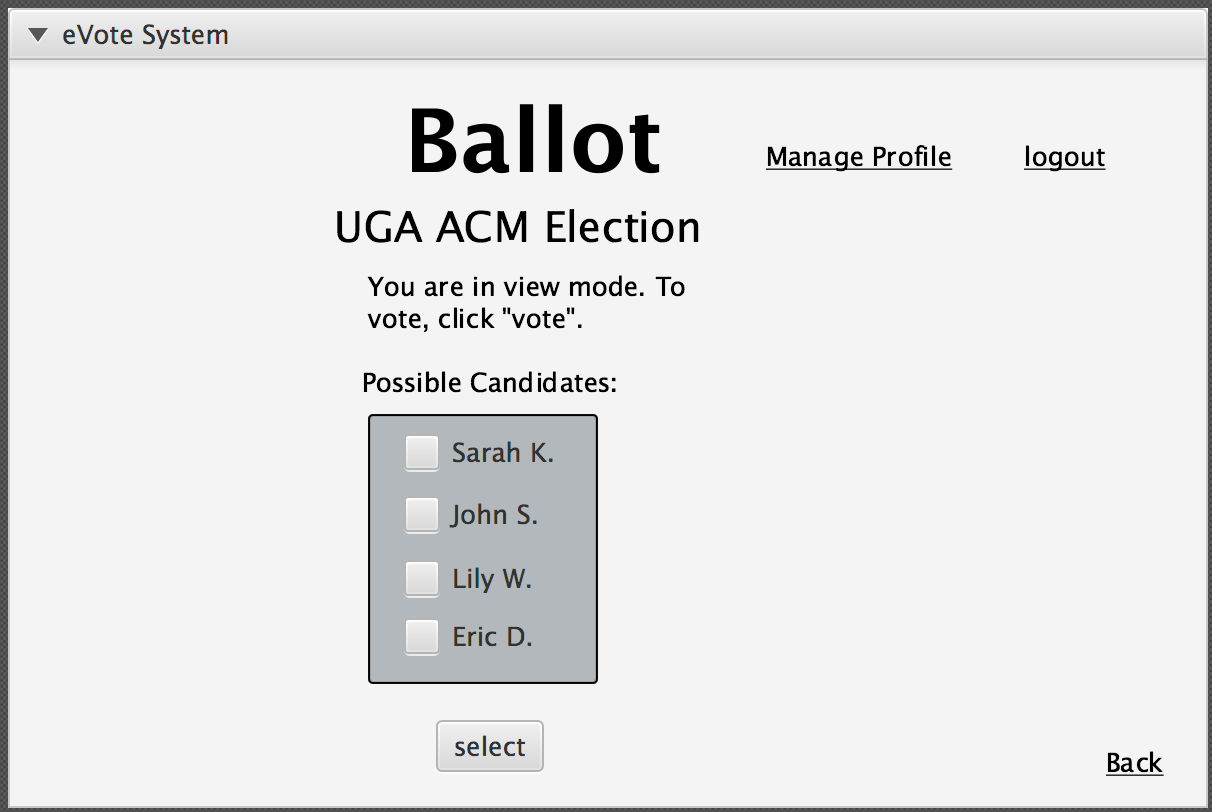 eVote System
Ballot
Manage Profile
logout
UGA ACM Election
You are in view mode. To
vote, click "vote".
Possible Candidates:
Sarah K.
John S.
Lily W.
Eric D.
select
Back